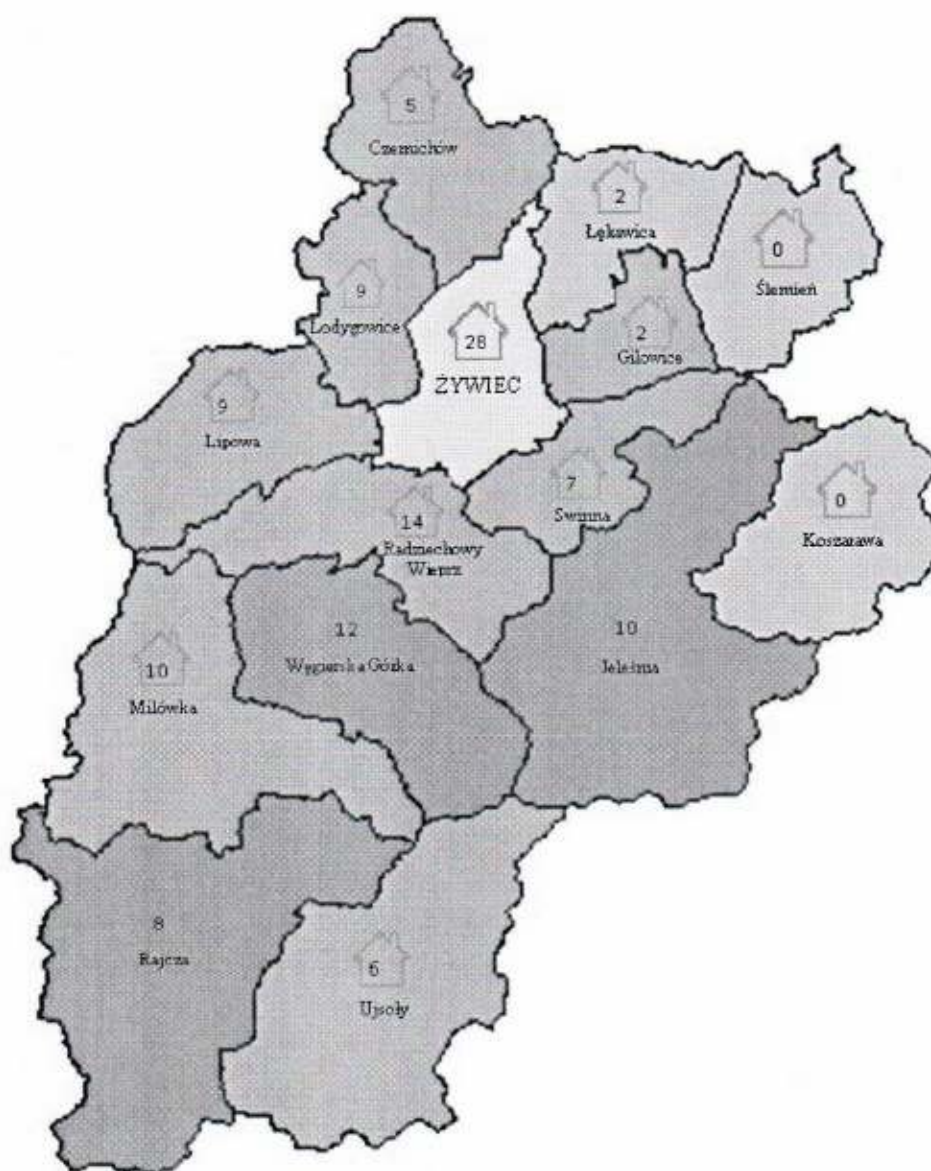 5
Czernichów
2
Łękawica
0
Ślemień
9
Łodygowice
28
ŻYWIEC
2
Gilowice
9
Lipowa
7
Świnna
0
Koszarawa
14
Radziechowy
Wieprz
12
Węgierska Górka
10
Jeleśnia
10
Milówka
8
Rajcza
6
Ujsoły